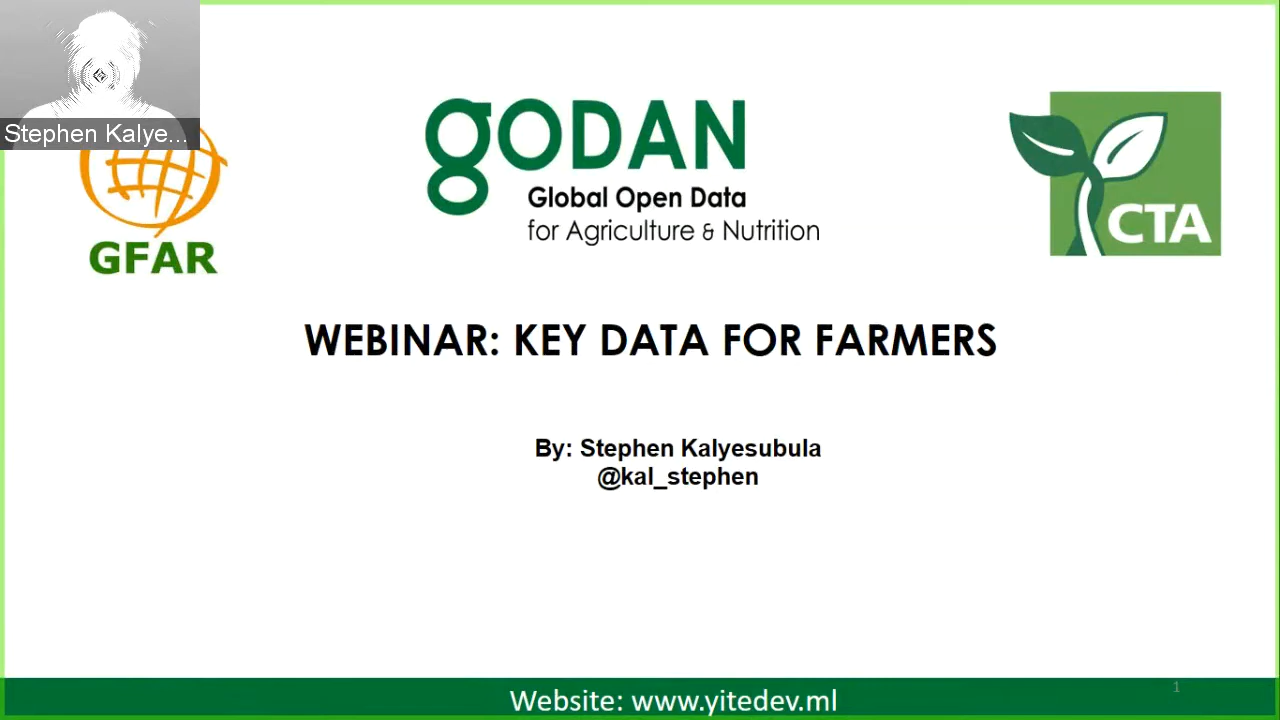 Stephen Kalye...
GFAR
gODAN
Global Open Data
for Agriculture & Nutrition
CTA
WEBINAR: KEY DATA FOR FARMERS
By: Stephen Kalyesubula
@kal_stephen
1
Website: www.yitedev.ml